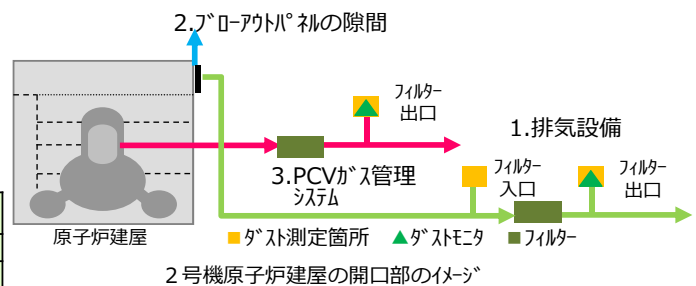 2.ﾌﾞﾛｰｱｳﾄﾊﾟﾈﾙの隙間
ﾌｨﾙﾀｰ
出口
1.排気設備
3.PCVｶﾞｽ管理
ｼｽﾃﾑ
ﾌｨﾙﾀｰ
入口
ﾌｨﾙﾀｰ
出口
原子炉建屋
■ﾀﾞｽﾄ測定箇所 ▲ﾀﾞｽﾄﾓﾆﾀ ■ﾌｨﾙﾀｰ
２号機原子炉建屋の開口部のｲﾒｰｼﾞ